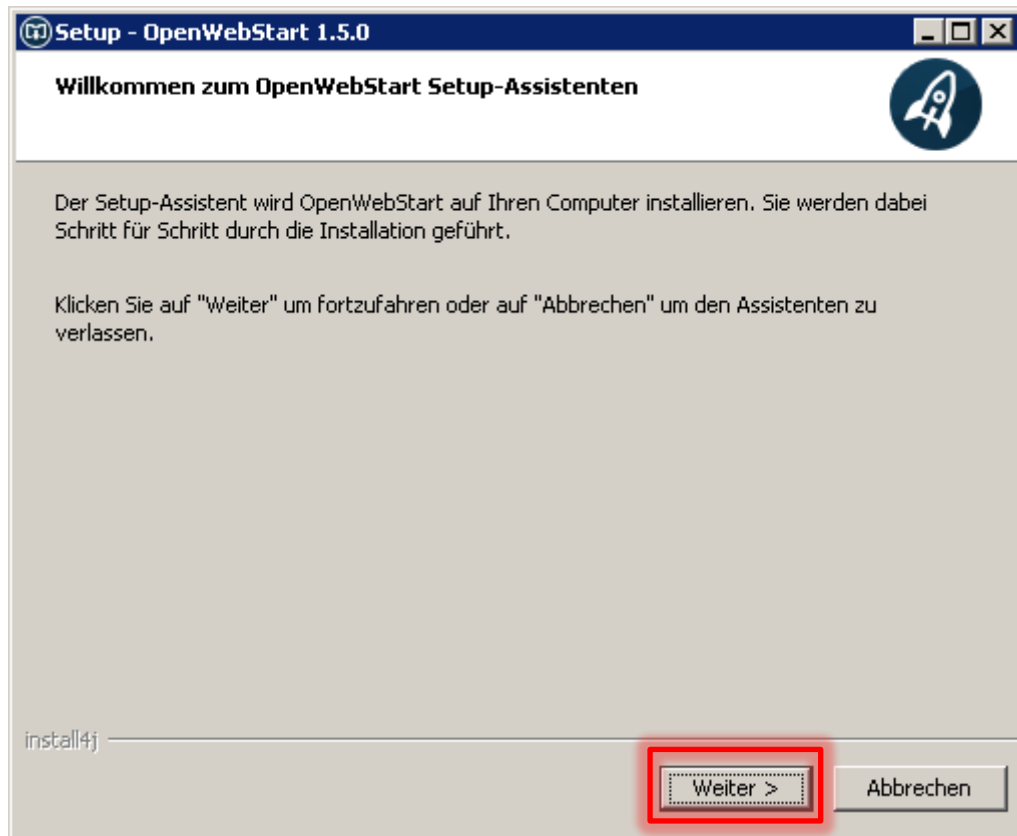 Setup - OpenWebStart 1.5.0
Willkommen zum OpenWebStart Setup-Assistenten
Der Setup-Assistent wird OpenWebStart auf Ihren Computer installieren. Sie werden dabei
Schritt für Schritt durch die Installation geführt.
Klicken Sie auf "Weiter" um fortzufahren oder auf "Abbrechen" um den Assistenten zu
verlassen.
install4j
Weiter >
Abbrechen